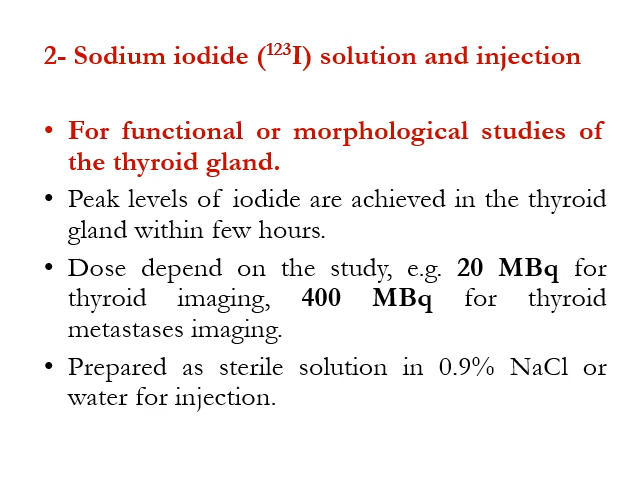 2- Sodium iodide (¹²³I) solution and injection
• For functional or morphological studies of
the thyroid gland.
• Peak levels of iodide are achieved in the thyroid
gland within few hours.
• Dose depend on the study, e.g. 20 MBq for
thyroid imaging, 400 MBq for thyroid
metastases imaging.
• Prepared as sterile solution in 0.9% NaCl or
water for injection.